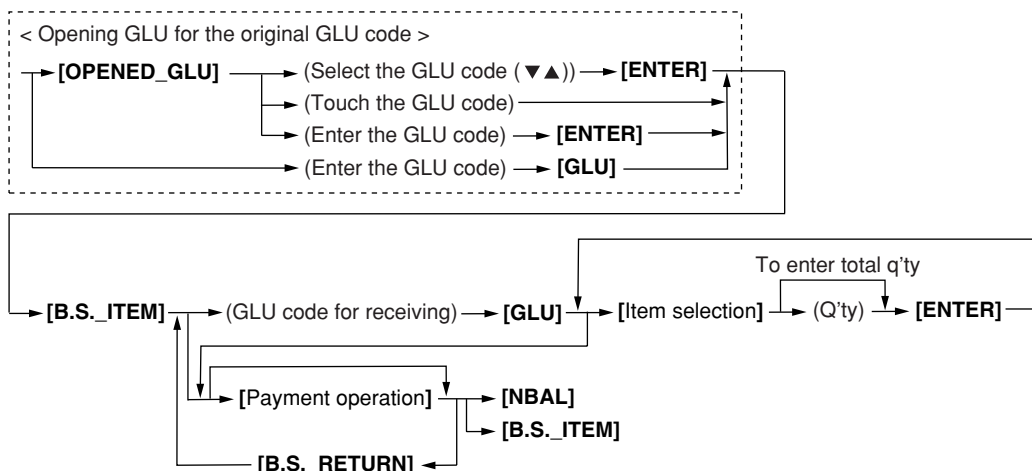 < Opening GLU for the original GLU code >
[OPENED_GLU] (Select the GLU code (▼▲)) [ENTER]
(Touch the GLU code)
(Enter the GLU code) [ENTER]
(Enter the GLU code) [GLU]
To enter total q'ty
[B.S._ITEM] (GLU code for receiving) [GLU] [Item selection] (Q'ty) [ENTER]
[Payment operation] [NBAL]
[B.S._ITEM]
[B.S._RETURN]